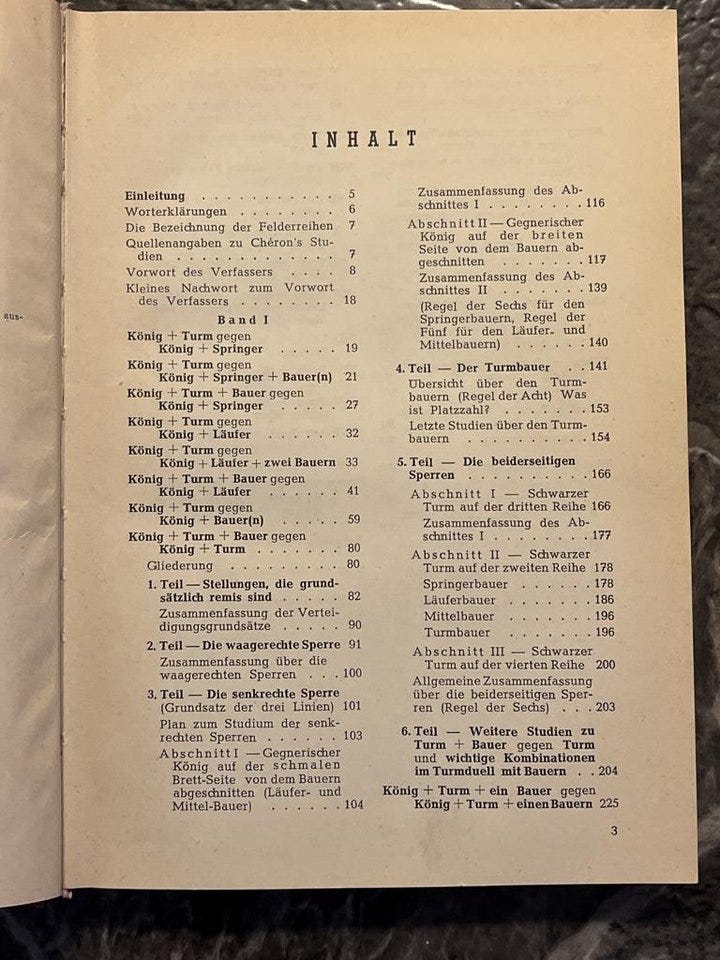 aus-
INHALT
Einleitung . . . . . . . . . . . 5
Worterklärungen . . . . . . . . 6
Die Bezeichnung der Felderreihen 7
Quellenangaben zu Chéron's Stu-
dien . . . . . . . . . . . . . 7
Vorwort des Verfassers . . . . 8
Kleines Nachwort zum Vorwort
des Verfassers . . . . . . . . 18
Band I
König + Turm gegen
König + Springer . . . . . 19
König + Turm gegen
König + Springer + Bauer(n) 21
König + Turm + Bauer gegen
König + Springer . . . . . 27
König + Turm gegen
König + Läufer . . . . . . 32
König + Turm gegen
König + Läufer + zwei Bauern 33
König + Turm + Bauer gegen
König + Läufer . . . . . . 41
König + Turm gegen
König + Bauer(n) . . . . . 59
König + Turm + Bauer gegen
König + Turm . . . . . . . 80
Gliederung . . . . . . . . . 80
1. Teil — Stellungen, die grund-
sätzlich remis sind . . . . . 82
Zusammenfassung der Vertei-
digungsgrundsätze . . . . . 90
2. Teil — Die waagerechte Sperre 91
Zusammenfassung über die
waagerechten Sperren . . . 100
3. Teil — Die senkrechte Sperre
(Grundsatz der drei Linien) 101
Plan zum Studium der senk-
rechten Sperren . . . . . . 103
Abschnitt I — Gegnerischer
König auf der schmalen
Brett-Seite von dem Bauern
abgeschnitten (Läufer- und
Mittel-Bauer) . . . . . . 104
Zusammenfassung des Ab-
schnittes I . . . . . . . . 116
Abschnitt II — Gegnerischer
König auf der breiten
Seite von dem Bauern ab-
geschnitten . . . . . . . 117
Zusammenfassung des Ab-
schnittes II . . . . . . . 139
(Regel der Sechs für den
Springerbauern, Regel der
Fünf für den Läufer- und
Mittelbauern) . . . . . . 140
4. Teil — Der Turmbauer . . 141
Übersicht über den Turm-
bauern (Regel der Acht) Was
ist Platzzahl? . . . . . . . 153
Letzte Studien über den Turm-
bauern . . . . . . . . . . 154
5. Teil — Die beiderseitigen
Sperren . . . . . . . . . . 166
Abschnitt I — Schwarzer
Turm auf der dritten Reihe 166
Zusammenfassung des Ab-
schnittes I . . . . . . . . 177
Abschnitt II — Schwarzer
Turm auf der zweiten Reihe 178
Springerbauer . . . . . . 178
Läuferbauer . . . . . . . 186
Mittelbauer . . . . . . . 196
Turmbauer . . . . . . . 196
Abschnitt III — Schwarzer
Turm auf der vierten Reihe 200
Allgemeine Zusammenfassung
über die beiderseitigen Sper-
ren (Regel der Sechs) . . . 203
6. Teil — Weitere Studien zu
Turm + Bauer gegen Turm
und wichtige Kombinationen
im Turmduell mit Bauern . . 204
König + Turm + ein Bauer gegen
König + Turm + einen Bauern 225
3